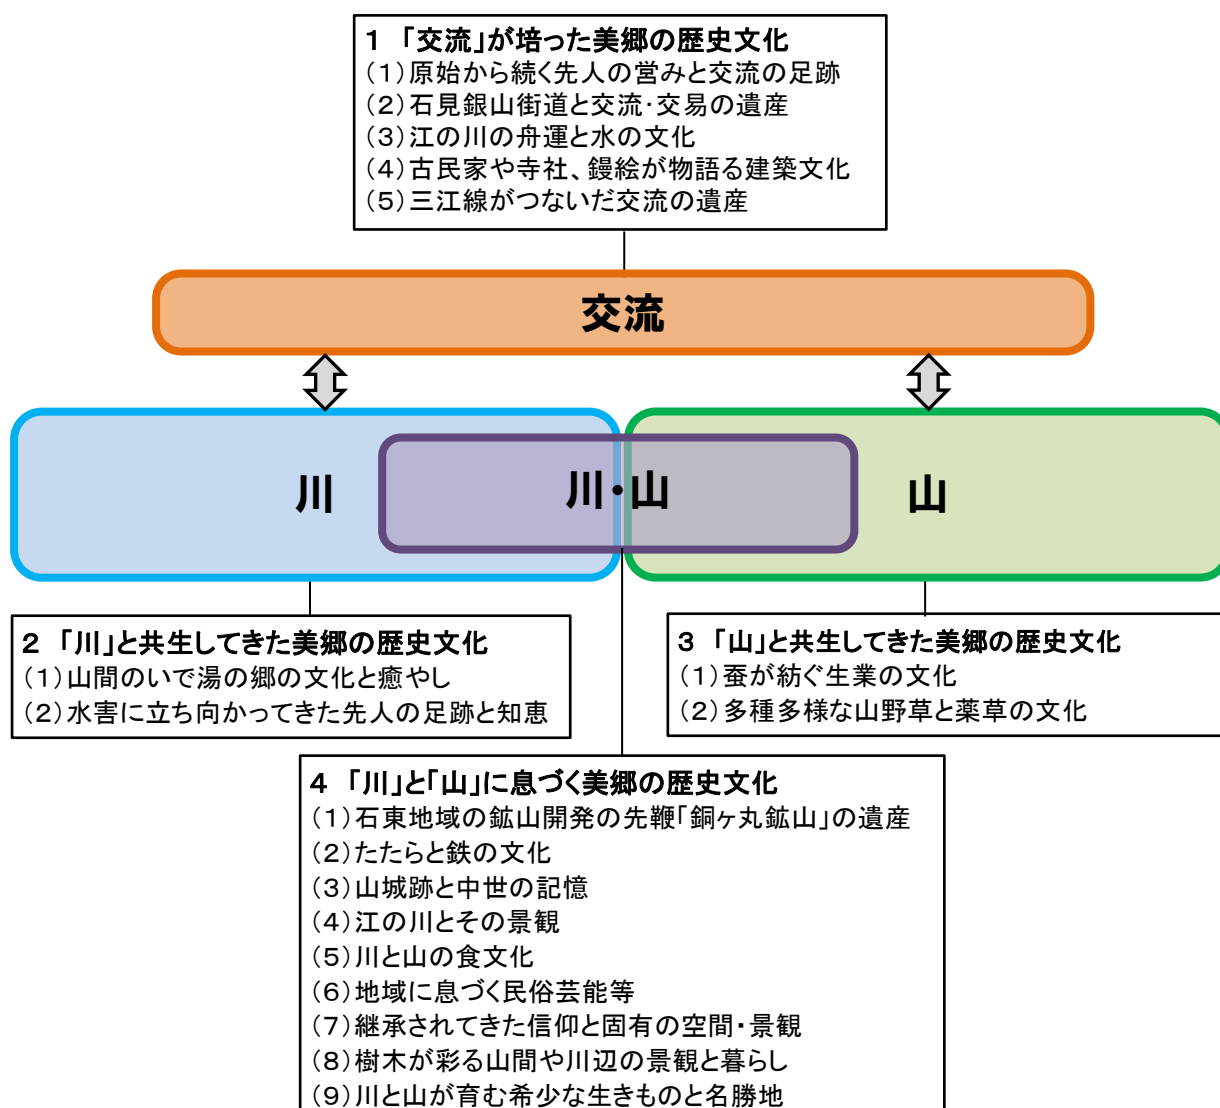 1 「交流」が培った美郷の歴史文化
(1)原始から続く先人の営みと交流の足跡
(2)石見銀山街道と交流・交易の遺産
(3)江の川の舟運と水の文化
(4)古民家や寺社、鏝絵が物語る建築文化
(5)三江線がつないだ交流の遺産
交流
川
川・山
山
2 「川」と共生してきた美郷の歴史文化
(1)山間のいで湯の郷の文化と癒やし
(2)水害に立ち向かってきた先人の足跡と知恵
3 「山」と共生してきた美郷の歴史文化
(1)蚕が紡ぐ生業の文化
(2)多種多様な山野草と薬草の文化
4 「川」と「山」に息づく美郷の歴史文化
(1)石東地域の鉱山開発の先鞭「銅ヶ丸鉱山」の遺産
(2)たたらと鉄の文化
(3)山城跡と中世の記憶
(4)江の川とその景観
(5)川と山の食文化
(6)地域に息づく民俗芸能等
(7)継承されてきた信仰と固有の空間・景観
(8)樹木が彩る山間や川辺の景観と暮らし
(9)川と山が育む希少な生きものと名勝地